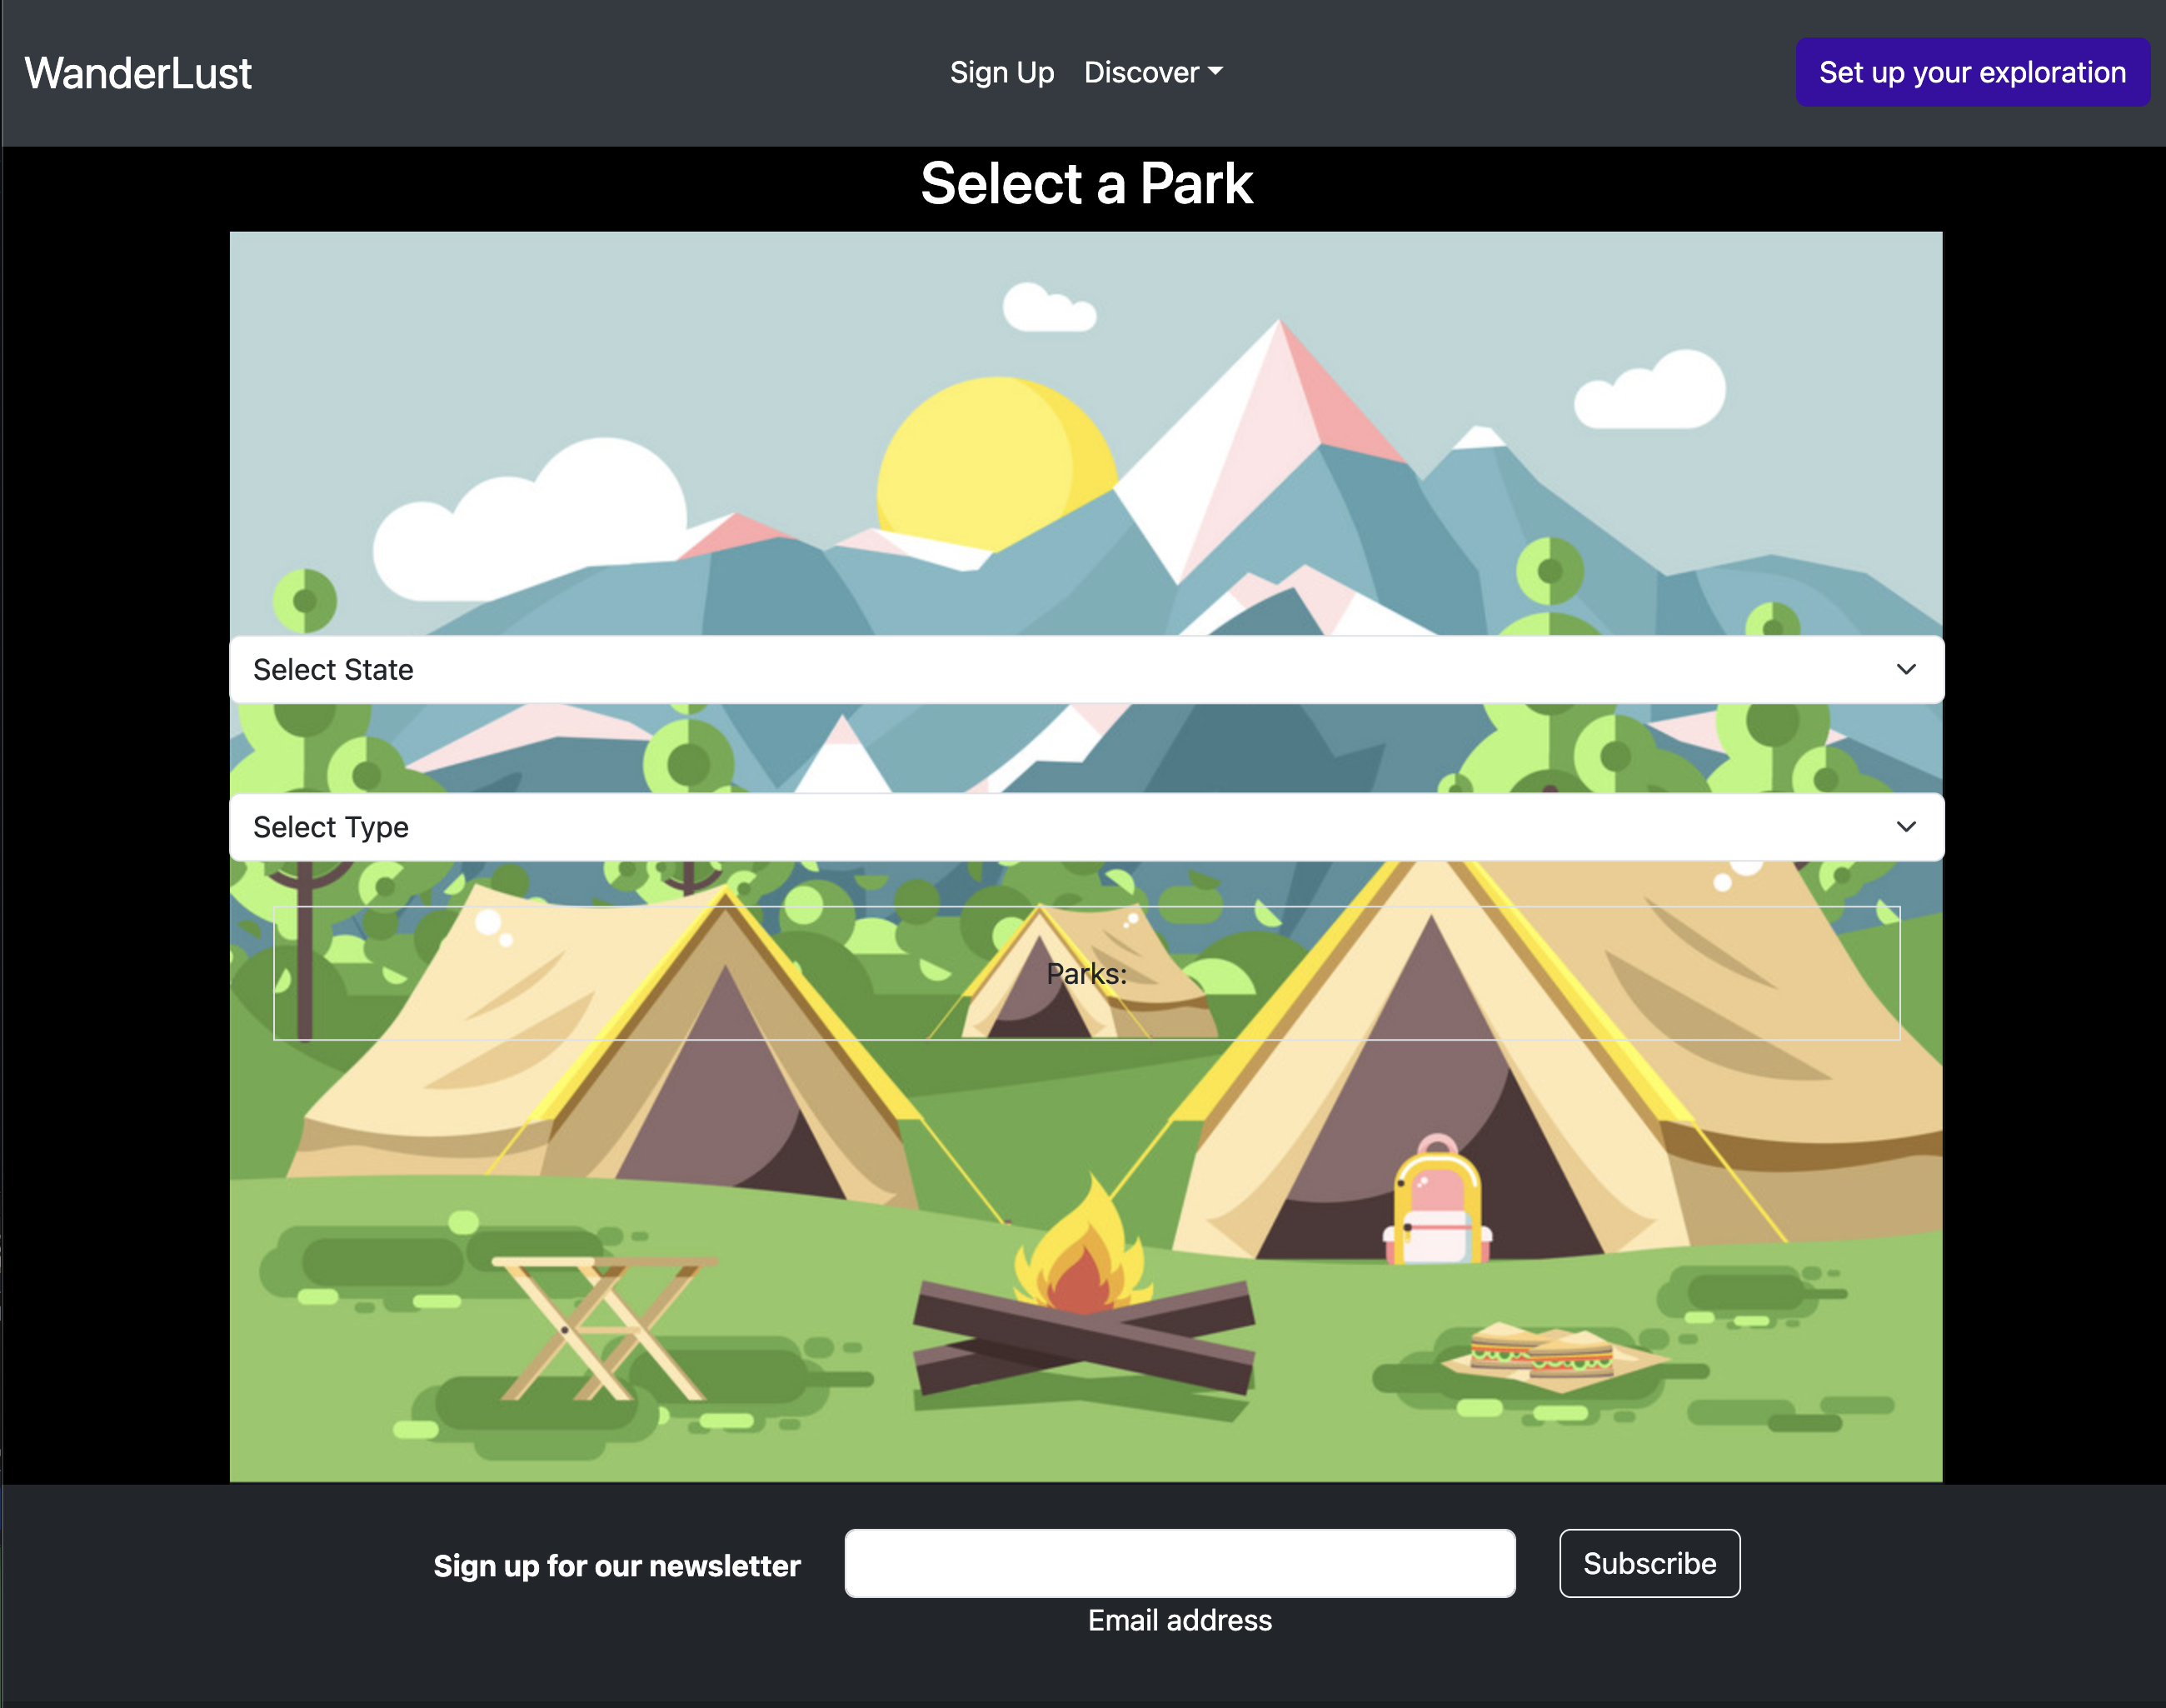 WanderLust
Sign Up
Discover
Set up your exploration
Select a Park
Select State
Select Type
Parks:
Sign up for our newsletter
Subscribe
Email address